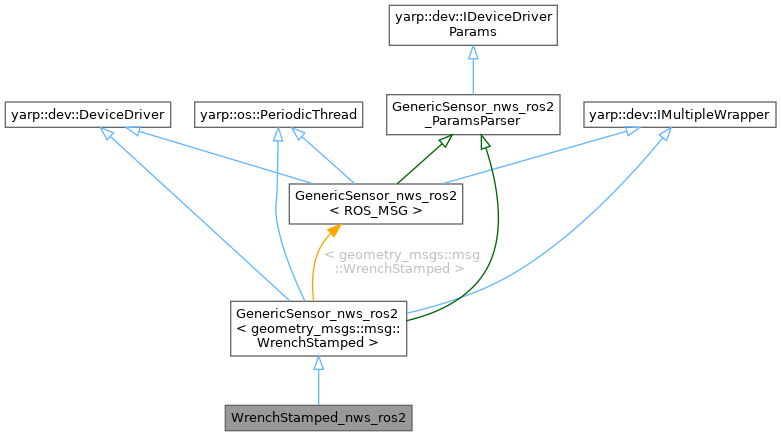 yarp::dev::IDeviceDriver
Params
yarp::dev::DeviceDriver
yarp::os::PeriodicThread
GenericSensor_nws_ros2
_ParamsParser
yarp::dev::IMultipleWrapper
GenericSensor_nws_ros2
< ROS_MSG >
< geometry_msgs::msg
::WrenchStamped >
GenericSensor_nws_ros2
< geometry_msgs::msg::
WrenchStamped >
WrenchStamped_nws_ros2